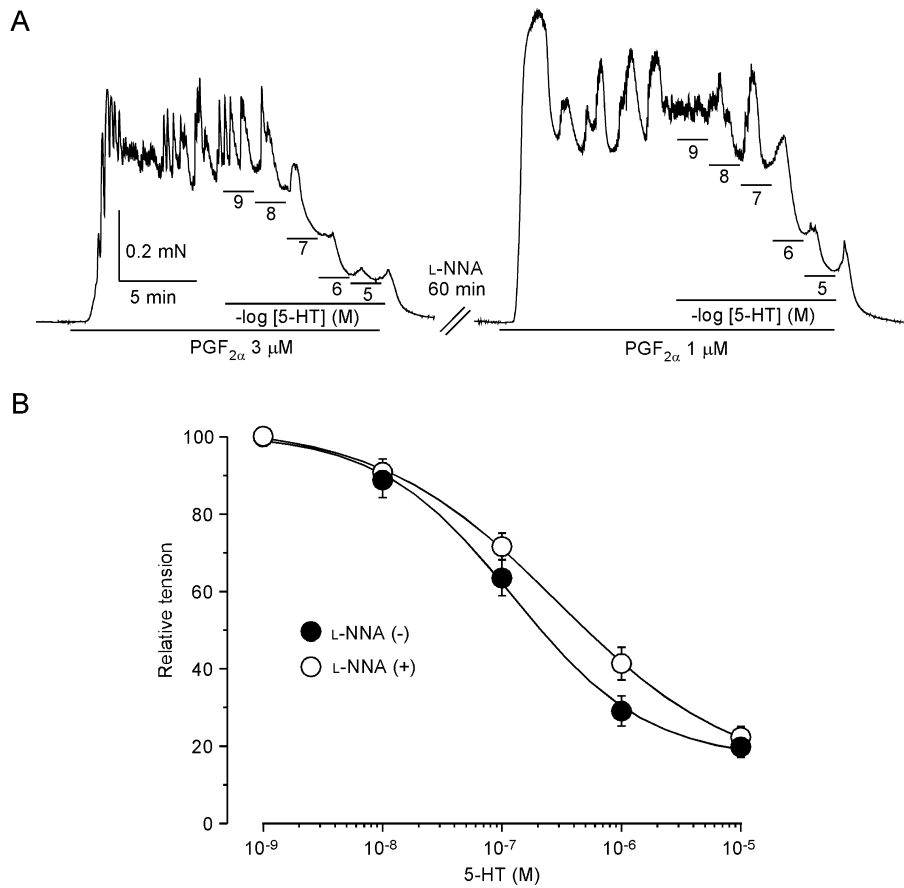 A
9
8
7
6
5
0.2 mN
5 min
-log [5-HT] (M)
PGF2α 3 µM
L-NNA
60 min
9
8
7
6
5
-log [5-HT] (M)
PGF2α 1 µM
B
Relative tension
100
80
60
40
20
0
L-NNA (-)
L-NNA (+)
10-9 10-8 10-7 10-6 10-5
5-HT (M)